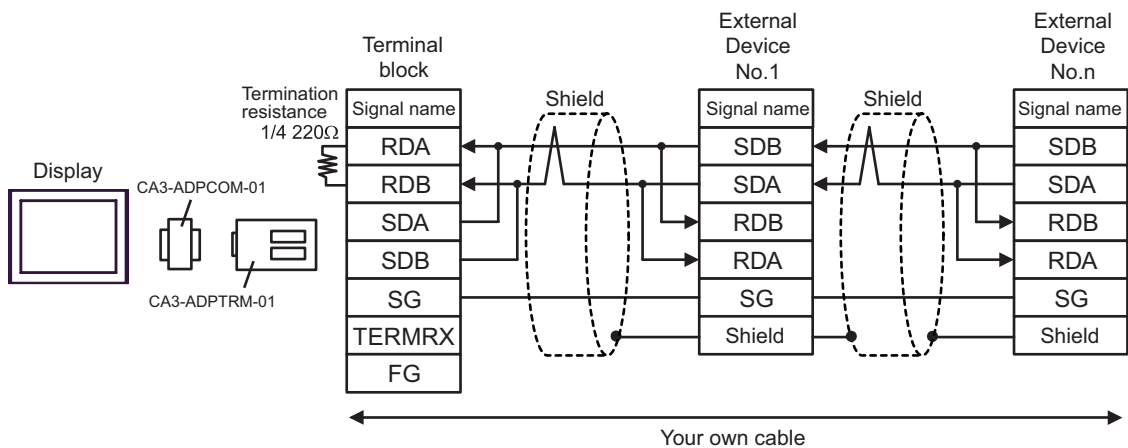 Display
CA3-ADPCOM-01
CA3-ADPTRM-01
Termination
resistance
1/4 220Ω
Terminal
block
Signal name
RDA
RDB
SDA
SDB
SG
TERMRX
FG
Shield
External
Device
No.1
Signal name
SDB
SDA
RDB
RDA
SG
Shield
Shield
External
Device
No.n
Signal name
SDB
SDA
RDB
RDA
SG
Shield
Your own cable